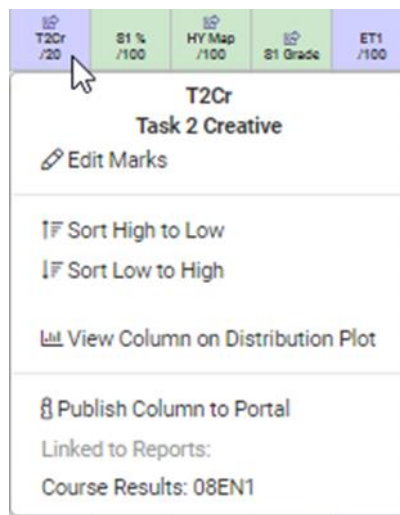 T2Cr
/20
S1 %
/100
HY Map
/100
S1 Grade
ET1
/100
T2Cr
Task 2 Creative
Edit Marks
Sort High to Low
Sort Low to High
View Column on Distribution Plot
Publish Column to Portal
Linked to Reports:
Course Results: 08EN1